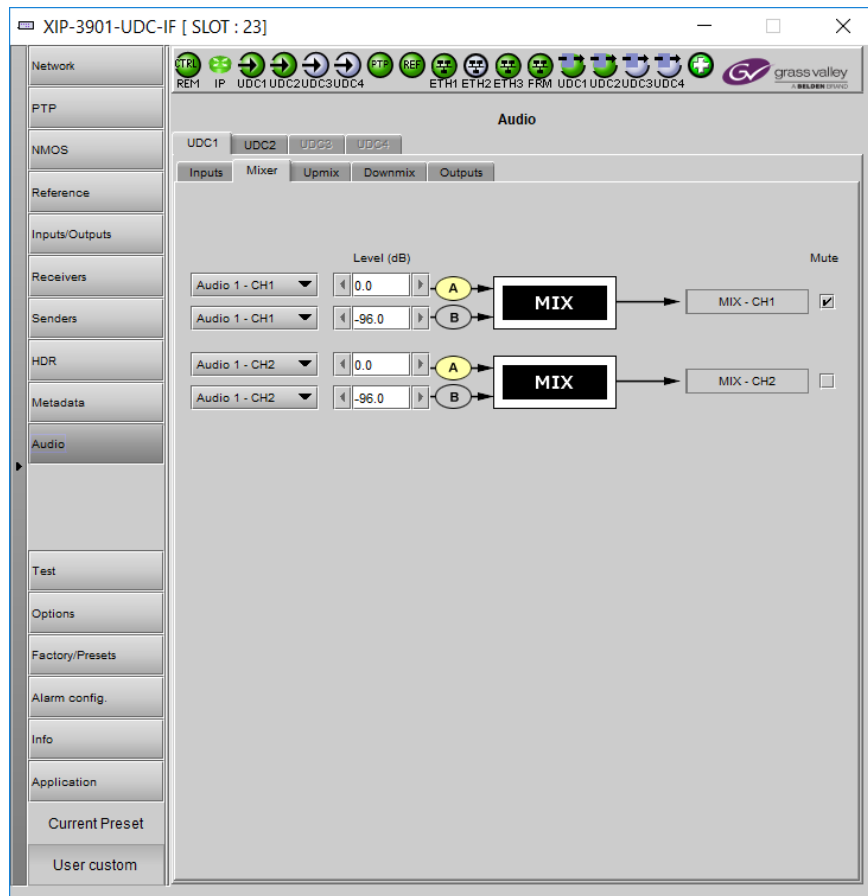 XIP-3901-UDC-IF [ SLOT : 23]
Network
PTP
NMOS
Reference
Inputs/Outputs
Receivers
Senders
HDR
Metadata
Audio
Test
Options
Factory/Presets
Alarm config.
Info
Application
Current Preset
User custom
CTRL PTP REF
REM IP UDC1 UDC2 UDC3 UDC4 ETH1 ETH2 ETH3 FRM UDC1 UDC2 UDC3 UDC4
GV grass valley
A BELDEN BRAND
Audio
UDC1 UDC2 UDC3 UDC4
Inputs Mixer Upmix Downmix Outputs
Level (dB) Mute
Audio 1 - CH1 0.0 A MIX MIX - CH1
Audio 1 - CH1 -96.0 B
Audio 1 - CH2 0.0 A MIX MIX - CH2
Audio 1 - CH2 -96.0 B